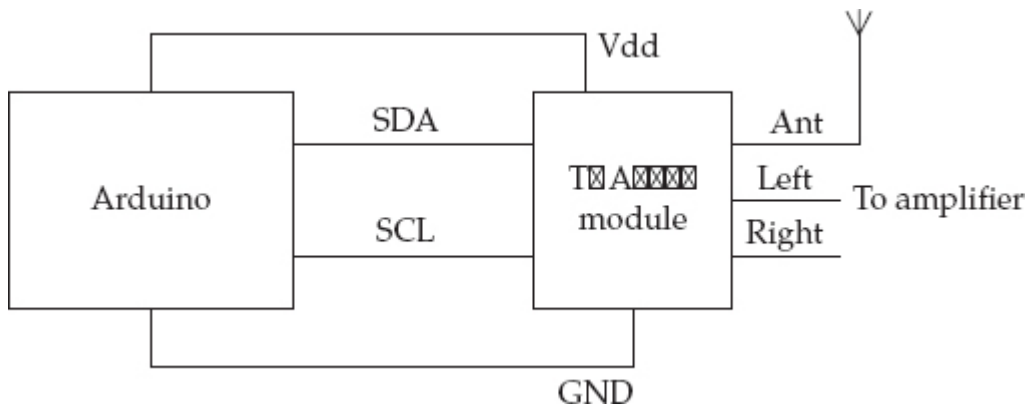 Vdd
SDA
Ant
Arduino
module
Left
To amplifier
SCL
Right
GND